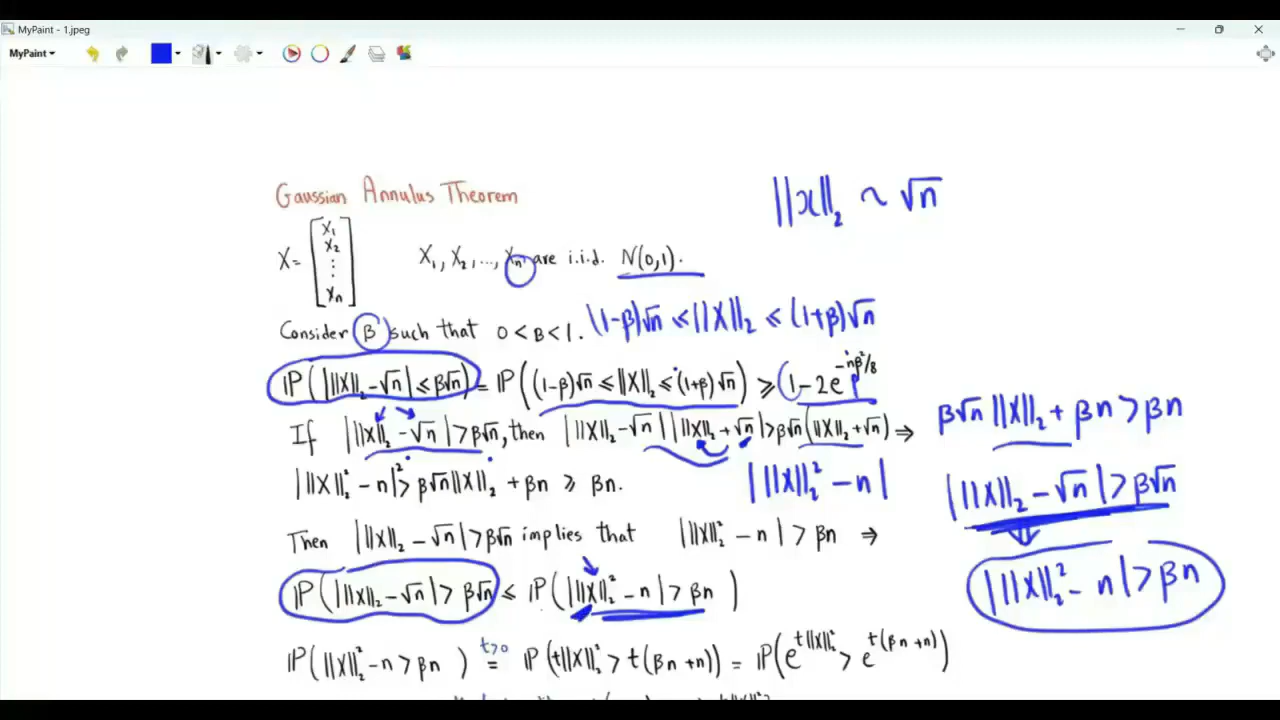 MyPaint - 1.jpeg
MyPaint
Gaussian Annulus Theorem
||x||₂ ~ √n
X = [X₁ X₂ ⋮ Xₙ]   X₁, X₂, ..., Xₙ are i.i.d. N(0,1).
Consider β such that 0 < β < 1. (1-β)√n ≤ ||X||₂ ≤ (1+β)√n
ℙ(| ||X||₂ - √n| ≤ β√n) = ℙ((1-β)√n ≤ ||X||₂ ≤ (1+β)√n) ≥ 1 - 2e^(-nβ²/8)
β√n ||X||₂ + βn > βn
If | ||X||₂ - √n| > β√n, then | ||X||₂ - √n| | ||X||₂ + √n| > β√n(||X||₂ + √n) ⇒
| ||X||₂² - n| > β√n||X||₂ + βn ≥ βn.
| ||X||₂² - n|
| ||X||₂ - √n| > β√n
⇓
Then | ||X||₂ - √n| > β√n implies that | ||X||₂² - n| > βn ⇒
| ||X||₂² - n| > βn
ℙ(| ||X||₂ - √n| > β√n) ≤ ℙ(| ||X||₂² - n| > βn)
ℙ(||X||₂² - n > βn) =^(t>0) ℙ(t||X||₂² > t(βn+n)) = ℙ(e^(t||X||₂²) > e^(t(βn+n)))